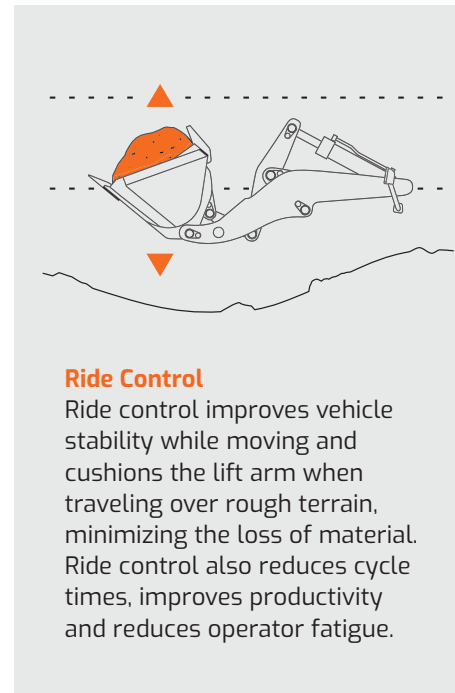 Ride Control
Ride control improves vehicle
stability while moving and
cushions the lift arm when
traveling over rough terrain,
minimizing the loss of material.
Ride control also reduces cycle
times, improves productivity
and reduces operator fatigue.